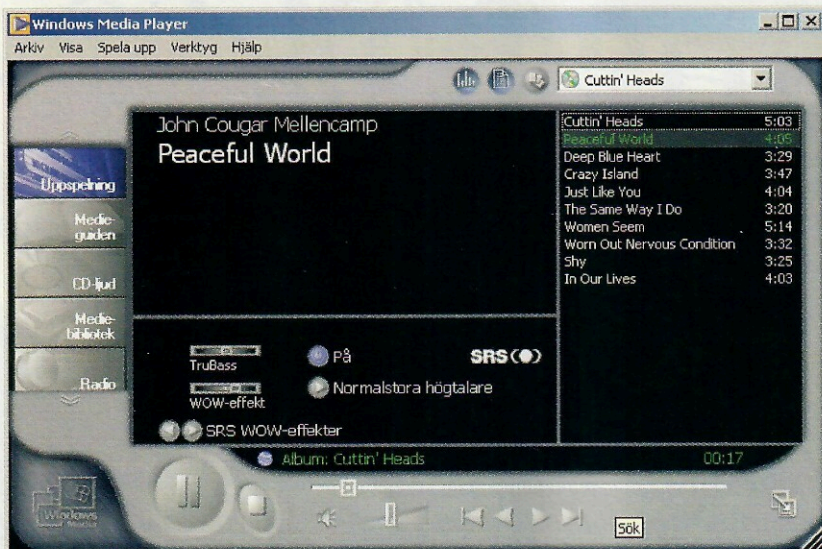 Windows Media Player
Arkiv Visa Spela upp Verktyg Hjälp
Cuttin' Heads
John Cougar Mellencamp
Peaceful World
Cuttin' Heads 5:03
Peaceful World 4:05
Deep Blue Heart 3:29
Crazy Island 3:47
Just Like You 4:04
The Same Way I Do 3:20
Women Seem 5:14
Worn Out Nervous Condition 3:32
Shy 3:25
In Our Lives 4:03
Uppspelning
Medie-
guiden
CD-ljud
Medie-
bibliotek
Radio
TruBass
På
SRS
WOW-effekt
Normalstora högtalare
SRS WOW-effekter
Album: Cuttin' Heads 00:17
Windows
Media
Sök